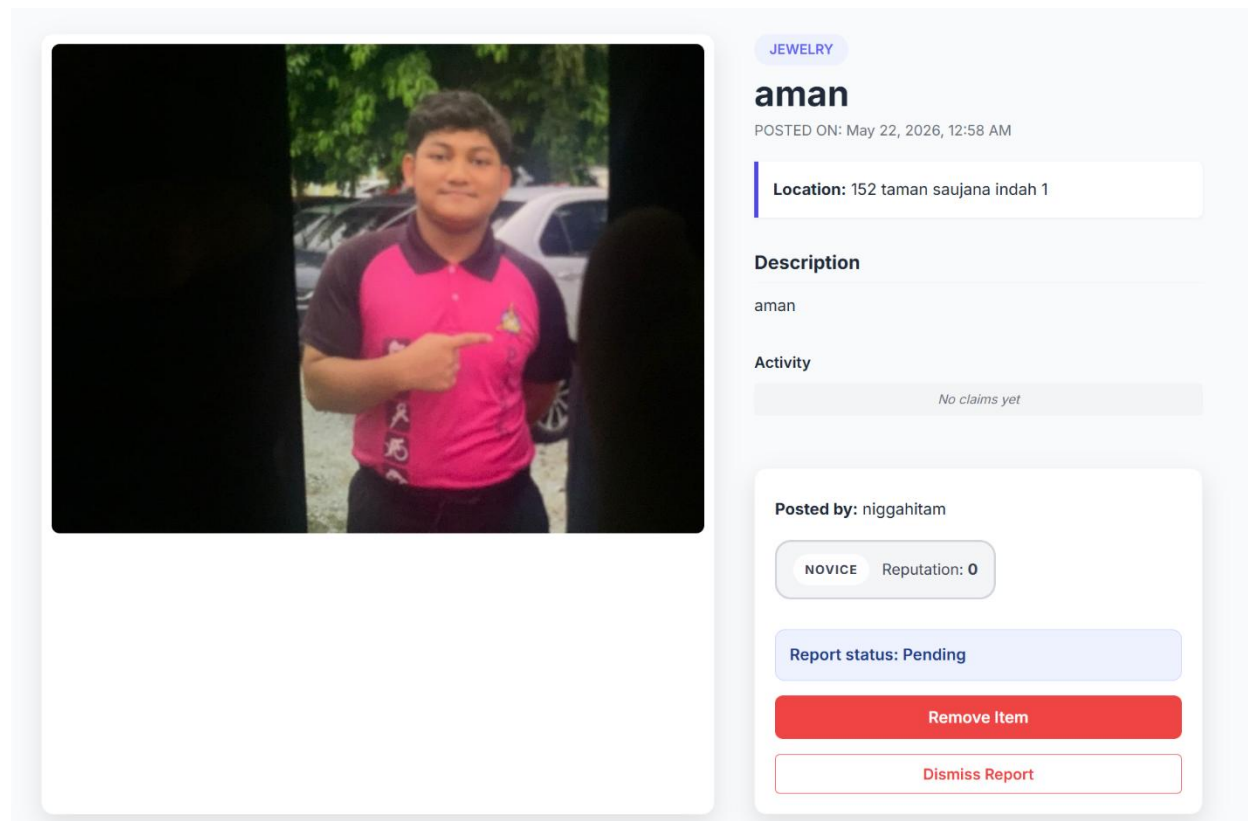 JEWELRY
aman
POSTED ON: May 22, 2026, 12:58 AM
Location: 152 taman saujana indah 1
Description
aman
Activity
No claims yet
Posted by: niggahitam
NOVICE Reputation: 0
Report status: Pending
Remove Item
Dismiss Report